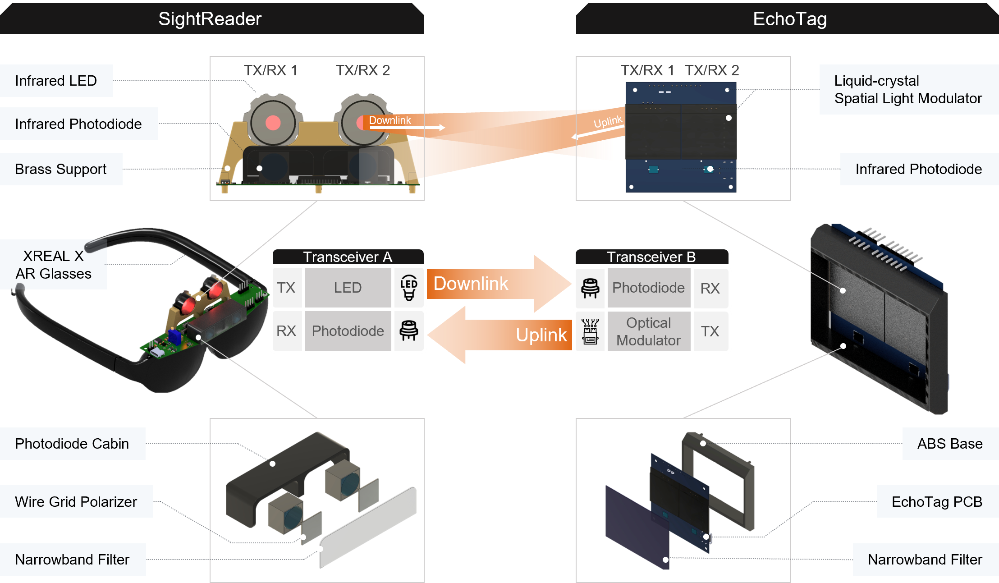 SightReader
EchoTag
TX/RX 1
TX/RX 2
TX/RX 1
TX/RX 2
Infrared LED
Infrared Photodiode
Brass Support
Downlink
Uplink
Liquid-crystal
Spatial Light Modulator
Infrared Photodiode
XREAL X
AR Glasses
Transceiver A
TX
LED
LED
RX
Photodiode
Downlink
Uplink
Transceiver B
Photodiode
RX
Optical
Modulator
TX
Photodiode Cabin
Wire Grid Polarizer
Narrowband Filter
ABS Base
EchoTag PCB
Narrowband Filter